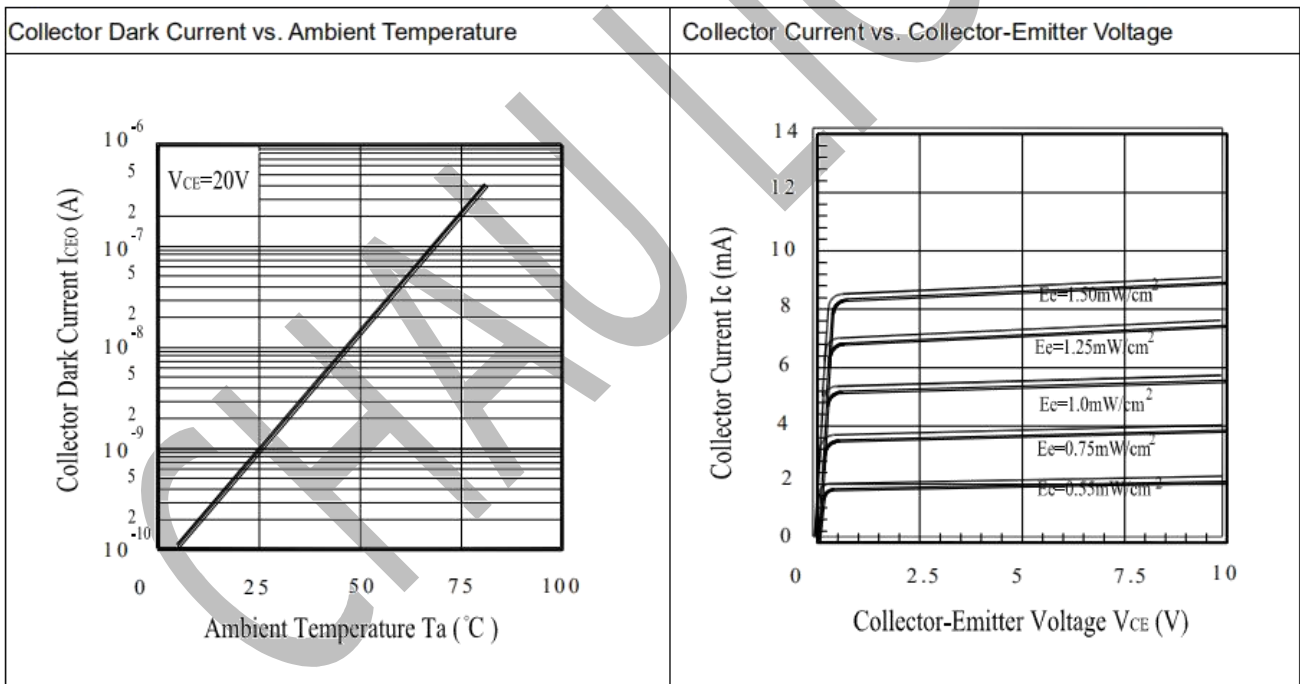 Collector Dark Current vs. Ambient Temperature
Collector Current vs. Collector-Emitter Voltage
10-6
5
VCE=20V
2
10-7
5
2
10-8
5
2
10-9
5
2
10-10
0 25 50 75 100
Collector Dark Current ICEO (A)
Ambient Temperature Ta (℃)
14
12
10
8
6
4
2
0
0 2.5 5 7.5 10
Collector Current Ic (mA)
Ee=1.50mW/cm2
Ee=1.25mW/cm2
Ee=1.0mW/cm2
Ee=0.75mW/cm2
Ee=0.55mW/cm2
Collector-Emitter Voltage VCE (V)
CHAU